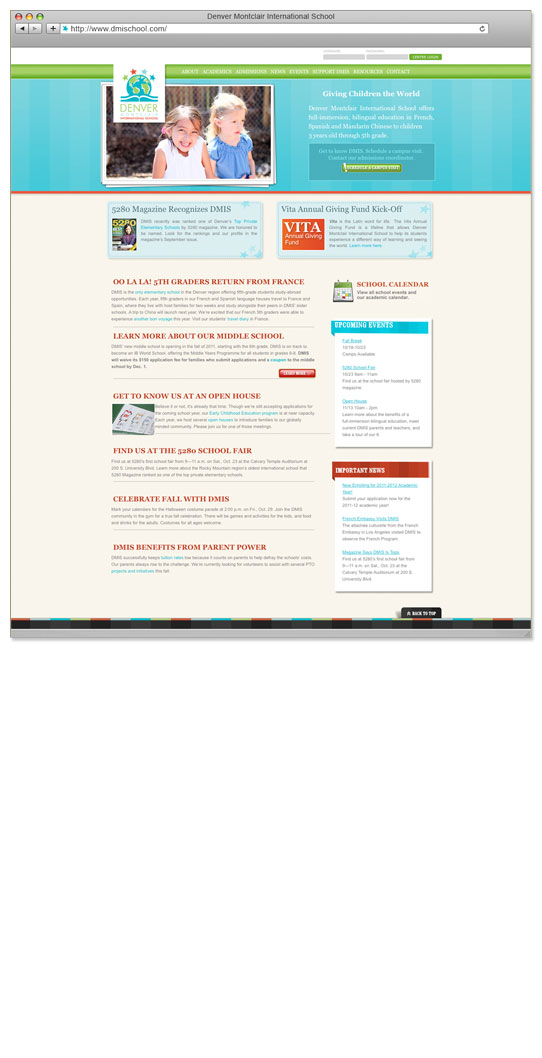 Denver Montclair International School
http://www.dmischool.com/
CENTRE LOGIN
ABOUT ACADEMICS ADMISSIONS NEWS EVENTS SUPPORT DMIS RESOURCES CONTACT
DENVER
INTERNATIONAL SCHOOL
Giving Children the World
Denver Montclair International School offers
full-immersion, bilingual education in French,
Spanish and Mandarin Chinese to children
3 years old through 5th grade.
Get to know DMIS. Schedule a campus visit.
Contact our admissions coordinator.
SCHEDULE A CAMPUS VISIT
5280 Magazine Recognizes DMIS
5280
DMIS recently was ranked one of Denver's Top Private
Elementary Schools by 5280 magazine. We are honored to
be named. Look for the rankings and our profile in the
magazine's September issue.
Vita Annual Giving Fund Kick-Off
VITA
Annual Giving
Fund
Vita is the Latin word for life. The Vita Annual
Giving Fund is a lifeline that allows Denver
Montclair International School to help its students
experience a different way of learning and seeing
the world. Learn more here.
OO LA LA! 5TH GRADERS RETURN FROM FRANCE
DMIS is the only elementary school in the Denver region offering fifth-grade students study-abroad
opportunities. Each year, fifth graders in our French and Spanish language houses travel to France and
Spain, where they live with host families for two weeks and study alongside their peers in DMIS' sister
schools. A trip to China will launch next year. We're excited that our French 5th graders were able to
experience another bon voyage this year. Visit our students' travel diary in France.
LEARN MORE ABOUT OUR MIDDLE SCHOOL
DMIS' new middle school is opening in the fall of 2011, starting with the 6th grade. DMIS is on track to
become an IB World School, offering the Middle Years Programme for all students in grades 6-8. DMIS
will waive its $150 application fee for families who submit applications and a coupon to the middle
school by Dec. 1.
LEARN MORE
GET TO KNOW US AT AN OPEN HOUSE
Believe it or not, it's already that time. Though we're still accepting applications for
the coming school year, our Early Childhood Education program is at near capacity.
Each year, we host several open houses to introduce families to our globally
minded community. Please join us for one of these meetings.
FIND US AT THE 5280 SCHOOL FAIR
Find us at 5280's first school fair from 9—11 a.m. on Sat., Oct. 23 at the Calvary Temple Auditorium at
200 S. University Blvd. Learn more about the Rocky Mountain region's oldest international school that
5280 Magazine ranked as one of the top private elementary schools.
CELEBRATE FALL WITH DMIS
Mark your calendars for the Halloween costume parade at 2:00 p.m. on Fri., Oct. 29. Join the DMIS
community in the gym for a true fall celebration. There will be games and activities for the kids, and food
and drinks for the adults. Costumes for all ages welcome.
DMIS BENEFITS FROM PARENT POWER
DMIS successfully keeps tuition rates low because it counts on parents to help defray the schools' costs.
Our parents always rise to the challenge. We're currently looking for volunteers to assist with several PTO
projects and initiatives this fall.
SCHOOL CALENDAR
View all school events and
our academic calendar.
UPCOMING EVENTS
Fall Break
10/18-10/23
Camps Available
5280 School Fair
10/23 9am - 11am
Find us at the school fair hosted by 5280
magazine
Open House
11/13 10am - 2pm
Learn more about the benefits of a
full-immersion bilingual education, meet
current DMIS parents and teachers, and
take a tour of our 6
IMPORTANT NEWS
Now Enrolling for 2011-2012 Academic
Year!
Submit your application now for the
2011-12 academic year!
French Embassy Visits DMIS
The attachée culturelle from the French
Embassy in Los Angeles visited DMIS to
observe the French Program
Magazine Says DMIS Is Tops
Find us at 5280's first school fair from
9—11 a.m. on Sat., Oct. 23 at the
Calvary Temple Auditorium at 200 S.
University Blvd.
BACK TO TOP